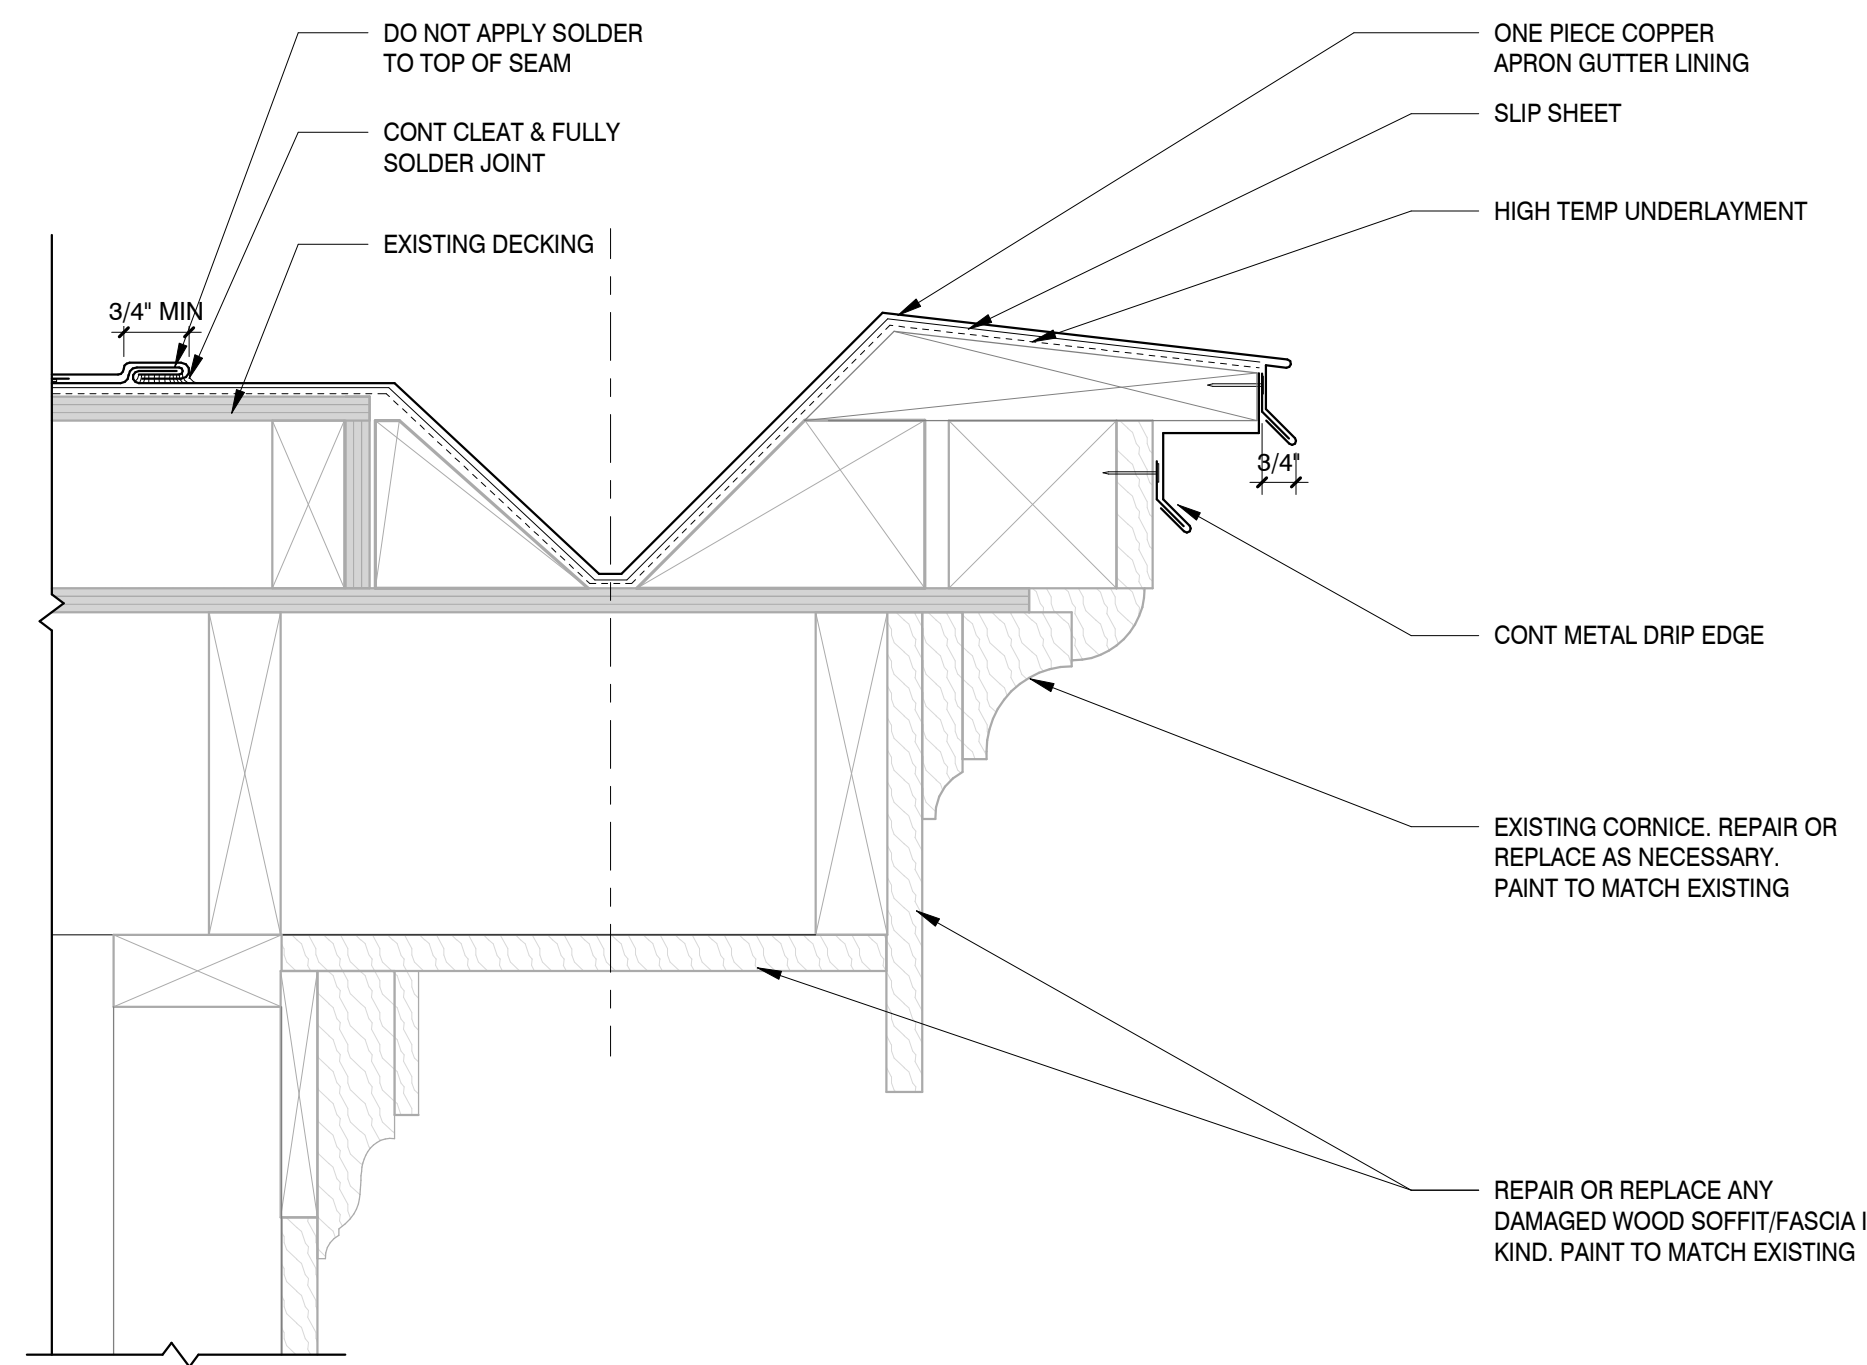 DO NOT APPLY SOLDER
TO TOP OF SEAM
CONT CLEAT & FULLY
SOLDER JOINT
EXISTING DECKING
3/4" MIN
ONE PIECE COPPER
APRON GUTTER LINING
SLIP SHEET
HIGH TEMP UNDERLAYMENT
3/4"
CONT METAL DRIP EDGE
EXISTING CORNICE. REPAIR OR
REPLACE AS NECESSARY.
PAINT TO MATCH EXISTING
REPAIR OR REPLACE ANY
DAMAGED WOOD SOFFIT/FASCIA I
KIND. PAINT TO MATCH EXISTING